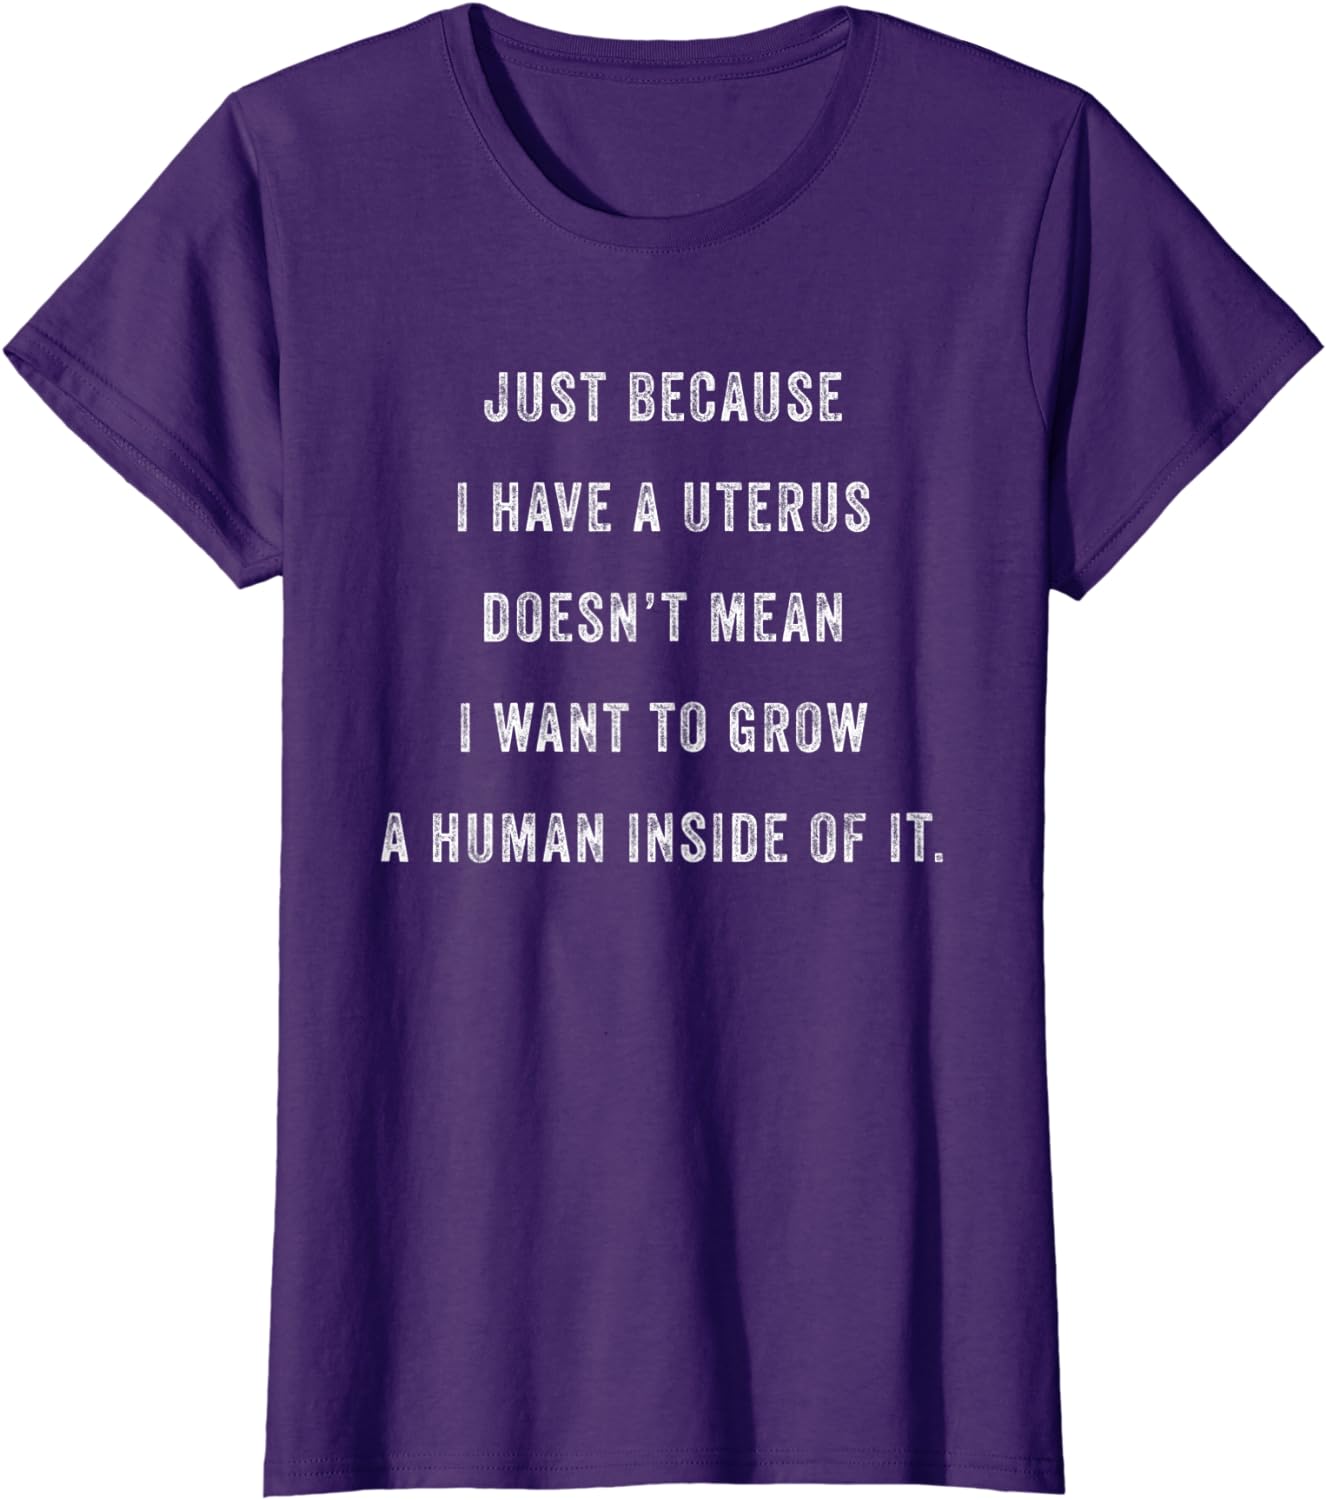 JUST BECAUSE
I HAVE A UTERUS
DOESN'T MEAN
I WANT TO GROW
A HUMAN INSIDE OF IT.